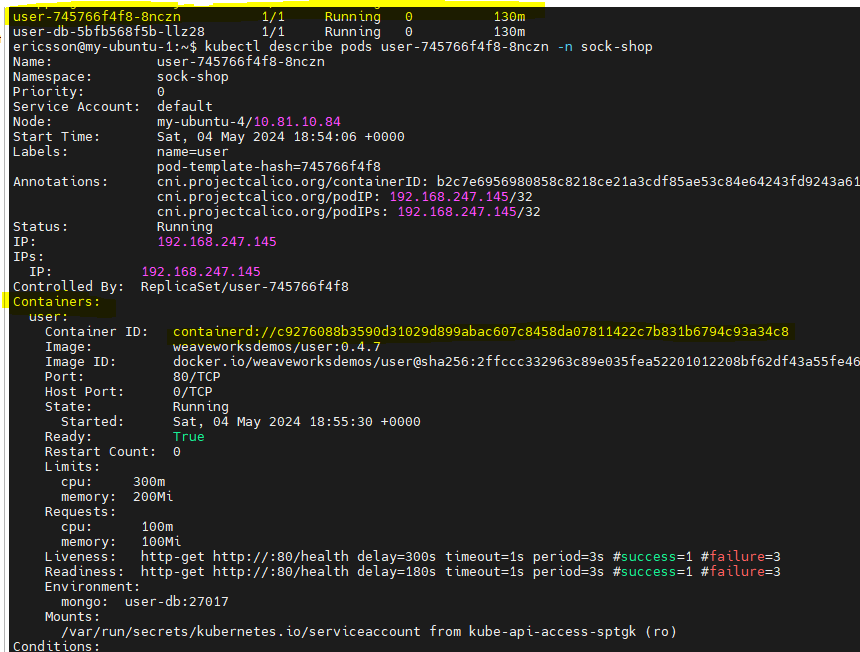 user-745766f4f8-8nczn 1/1 Running 0 130m
user-db-5bfb568f5b-llz28 1/1 Running 0 130m
ericsson@my-ubuntu-1:~$ kubectl describe pods user-745766f4f8-8nczn -n sock-shop
Name: user-745766f4f8-8nczn
Namespace: sock-shop
Priority: 0
Service Account: default
Node: my-ubuntu-4/10.81.10.84
Start Time: Sat, 04 May 2024 18:54:06 +0000
Labels: name=user
pod-template-hash=745766f4f8
Annotations: cni.projectcalico.org/containerID: b2c7e6956980858c8218ce21a3cdf85ae53c84e64243fd9243a61
cni.projectcalico.org/podIP: 192.168.247.145/32
cni.projectcalico.org/podIPs: 192.168.247.145/32
Status: Running
IP: 192.168.247.145
IPs:
IP: 192.168.247.145
Controlled By: ReplicaSet/user-745766f4f8
Containers:
user:
Container ID: containerd://c9276088b3590d31029d899abac607c8458da07811422c7b831b6794c93a34c8
Image: weaveworksdemos/user:0.4.7
Image ID: docker.io/weaveworksdemos/user@sha256:2ffccc332963c89e035fea52201012208bf62df43a55fe46
Port: 80/TCP
Host Port: 0/TCP
State: Running
Started: Sat, 04 May 2024 18:55:30 +0000
Ready: True
Restart Count: 0
Limits:
cpu: 300m
memory: 200Mi
Requests:
cpu: 100m
memory: 100Mi
Liveness: http-get http://:80/health delay=300s timeout=1s period=3s #success=1 #failure=3
Readiness: http-get http://:80/health delay=180s timeout=1s period=3s #success=1 #failure=3
Environment:
mongo: user-db:27017
Mounts:
/var/run/secrets/kubernetes.io/serviceaccount from kube-api-access-sptgk (ro)
Conditions: